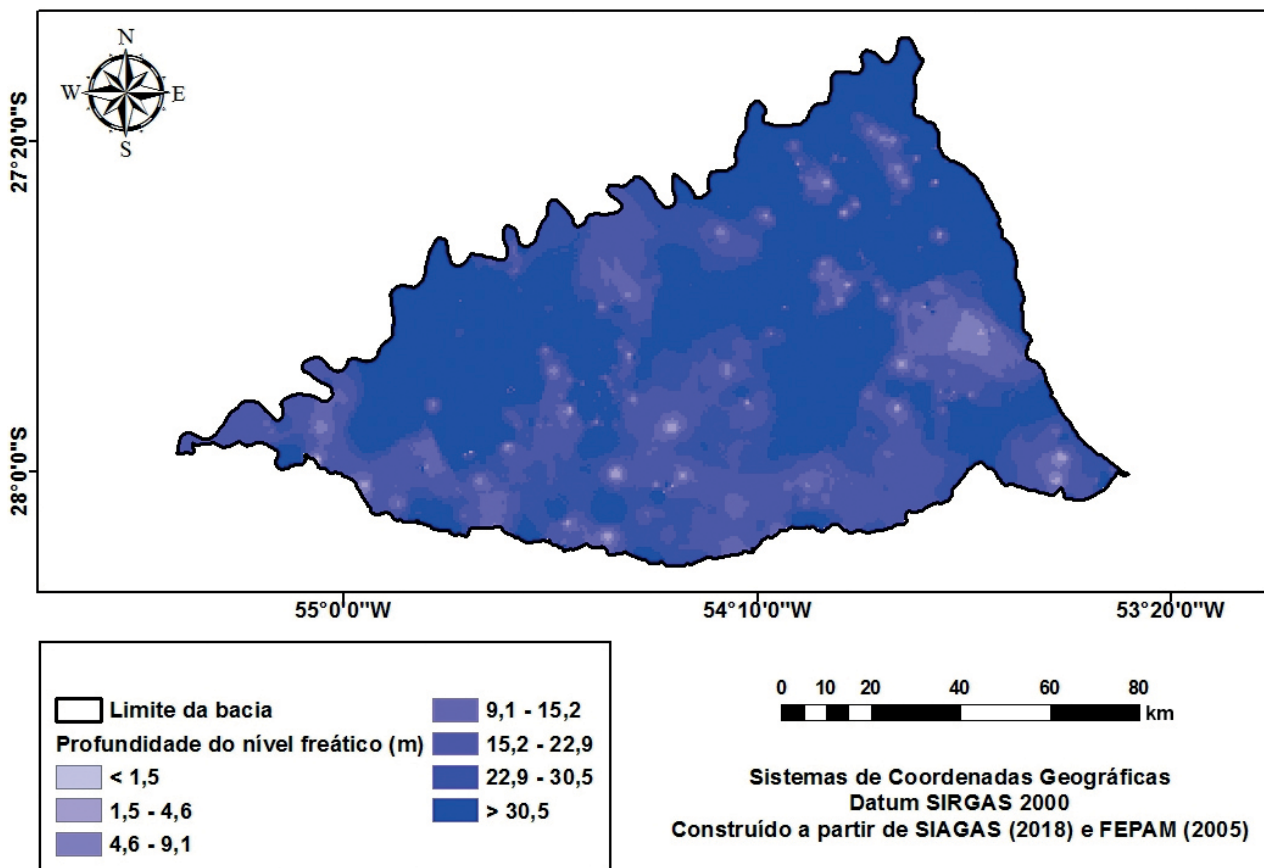 N
W E
S
27°20'0"S
28°0'0"S
55°0'0"W 54°10'0"W 53°20'0"W
Limite da bacia
Profundidade do nível freático (m)
< 1,5
1,5 - 4,6
4,6 - 9,1
9,1 - 15,2
15,2 - 22,9
22,9 - 30,5
> 30,5
0 10 20 40 60 80
km
Sistemas de Coordenadas Geográficas
Datum SIRGAS 2000
Construído a partir de SIAGAS (2018) e FEPAM (2005)